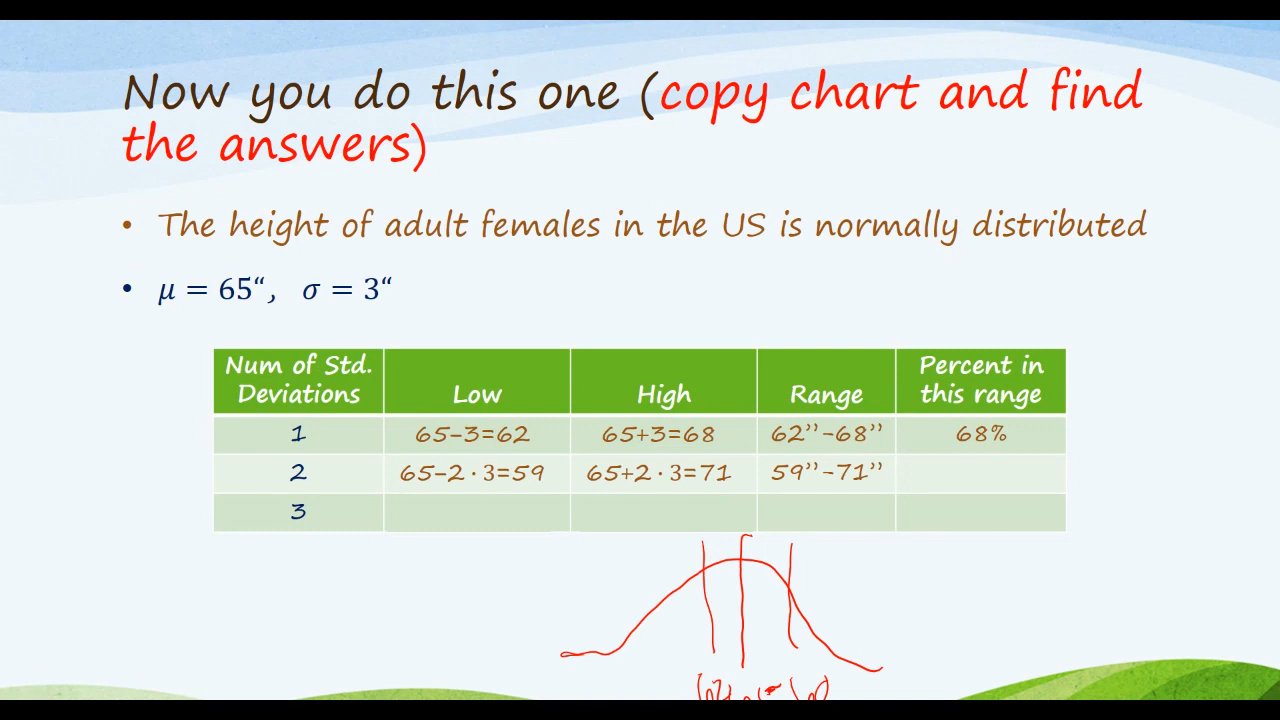 Now you do this one (copy chart and find
the answers)
• The height of adult females in the US is normally distributed
• μ = 65“, σ = 3“
Num of Std. Deviations Low High Range Percent in this range
1 65−3=62 65+3=68 62”-68” 68%
2 65−2·3=59 65+2·3=71 59”-71”
3